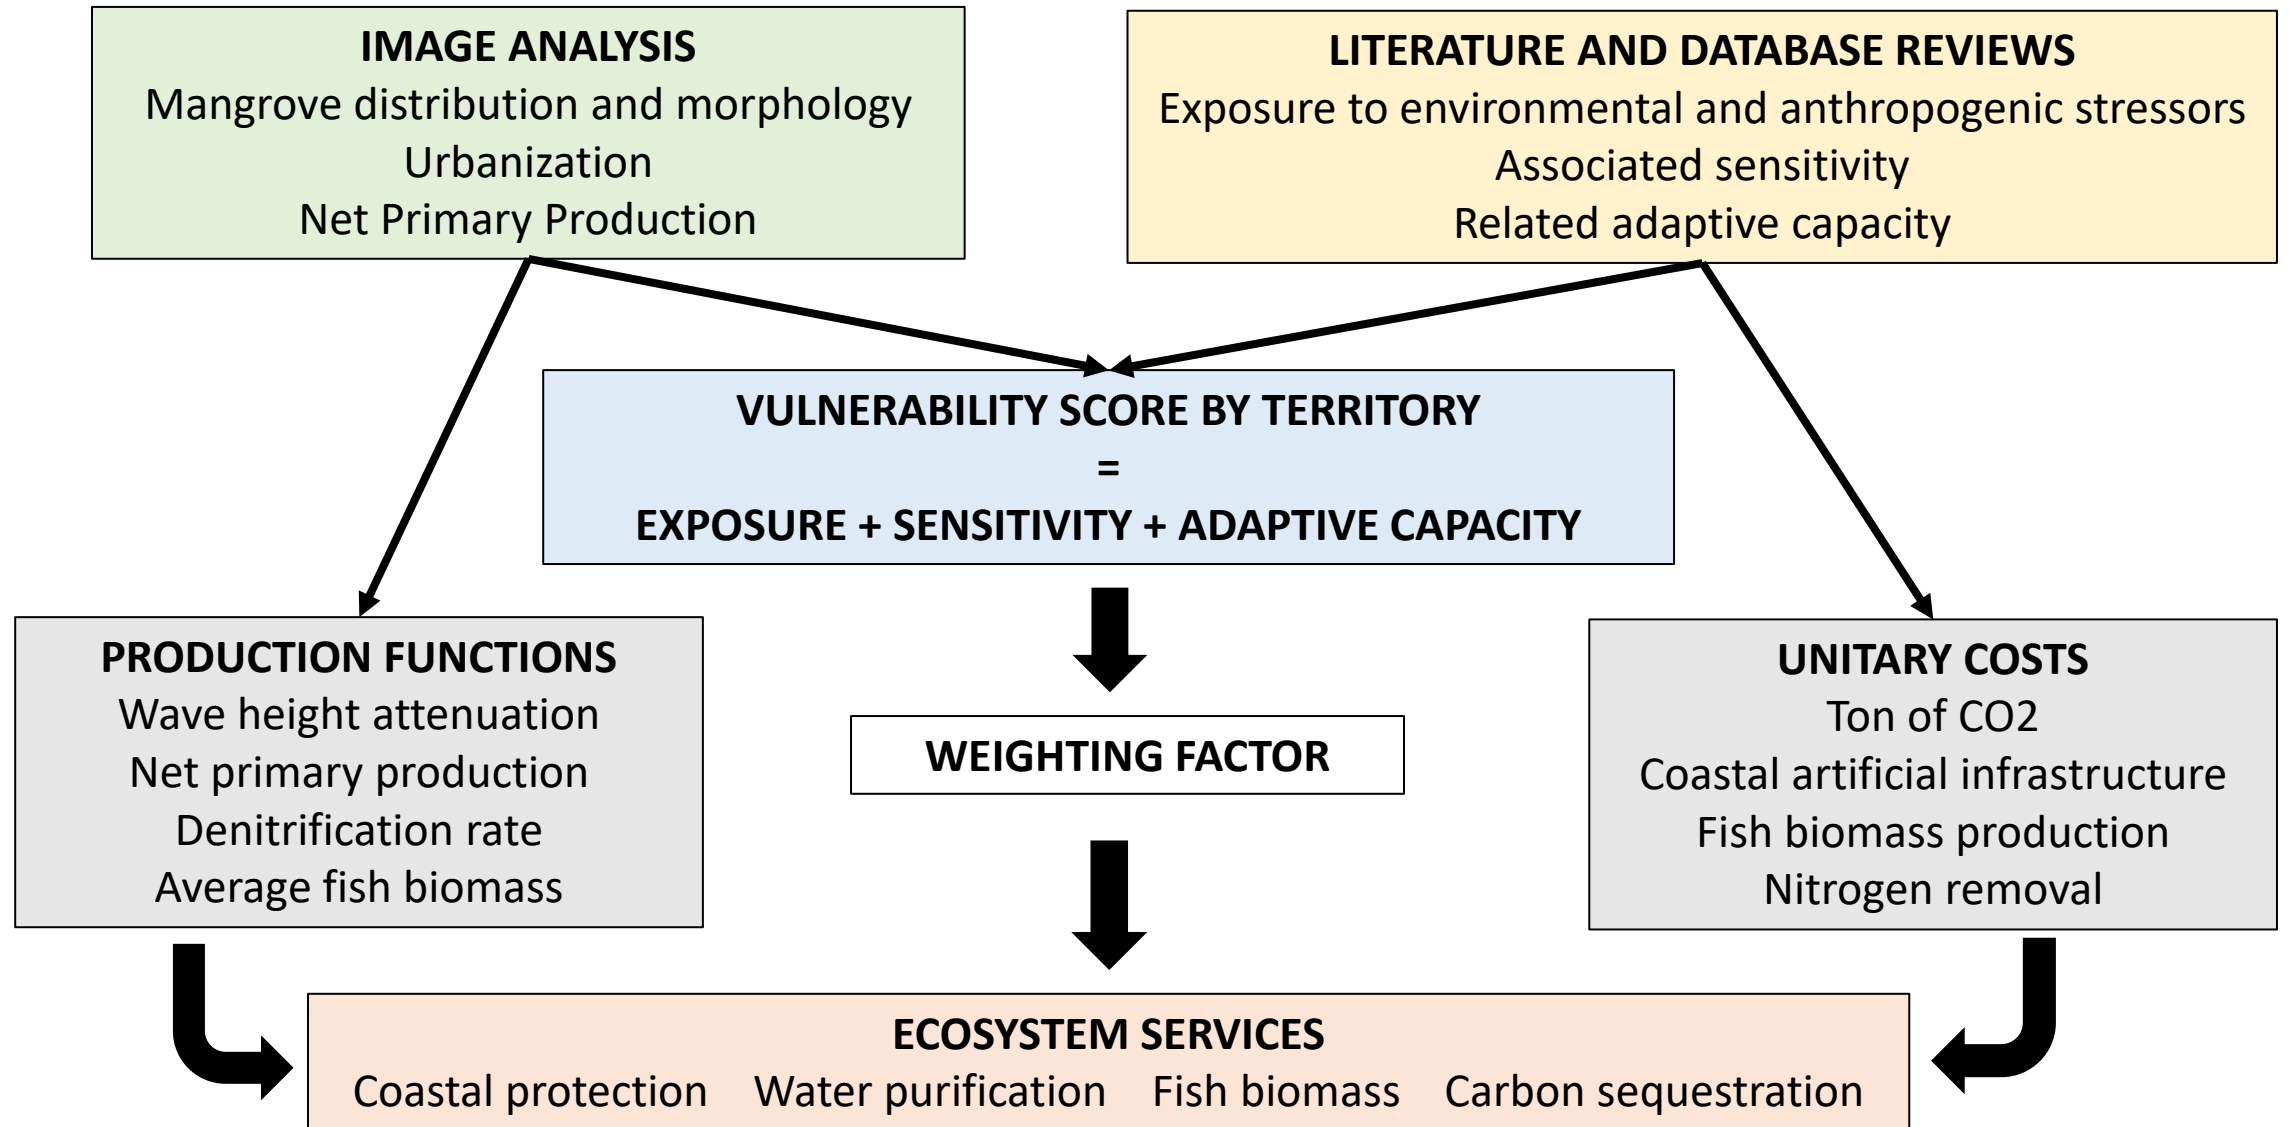 IMAGE ANALYSIS
Mangrove distribution and morphology
Urbanization
Net Primary Production
LITERATURE AND DATABASE REVIEWS
Exposure to environmental and anthropogenic stressors
Associated sensitivity
Related adaptive capacity
VULNERABILITY SCORE BY TERRITORY
=
EXPOSURE + SENSITIVITY + ADAPTIVE CAPACITY
PRODUCTION FUNCTIONS
Wave height attenuation
Net primary production
Denitrification rate
Average fish biomass
WEIGHTING FACTOR
UNITARY COSTS
Ton of CO2
Coastal artificial infrastructure
Fish biomass production
Nitrogen removal
ECOSYSTEM SERVICES
Coastal protection Water purification Fish biomass Carbon sequestration